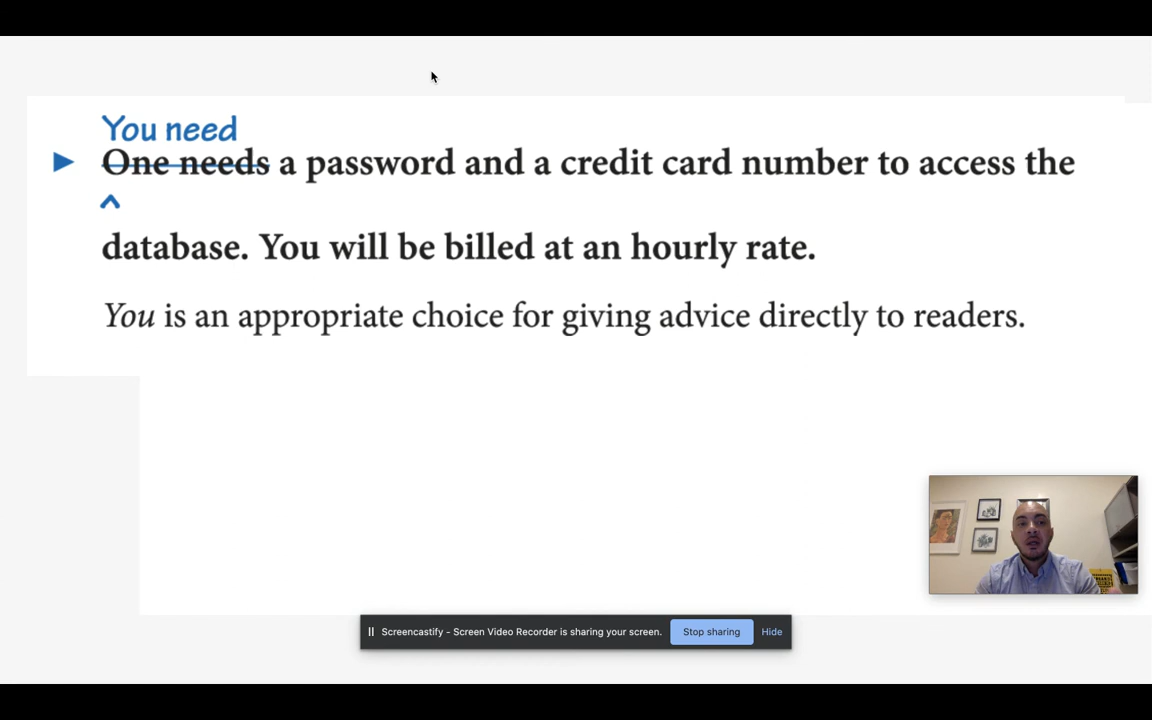 You need
One needs a password and a credit card number to access the
database. You will be billed at an hourly rate.
You is an appropriate choice for giving advice directly to readers.
Screencastify - Screen Video Recorder is sharing your screen. Stop sharing Hide